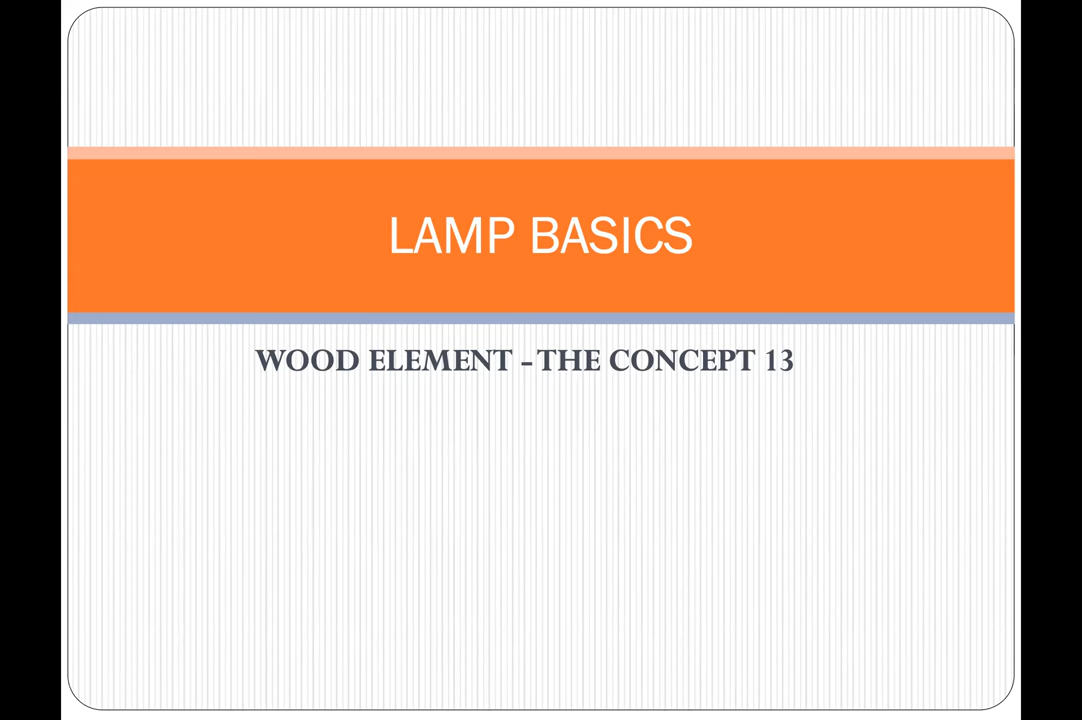 LAMP BASICS
WOOD ELEMENT – THE CONCEPT 13